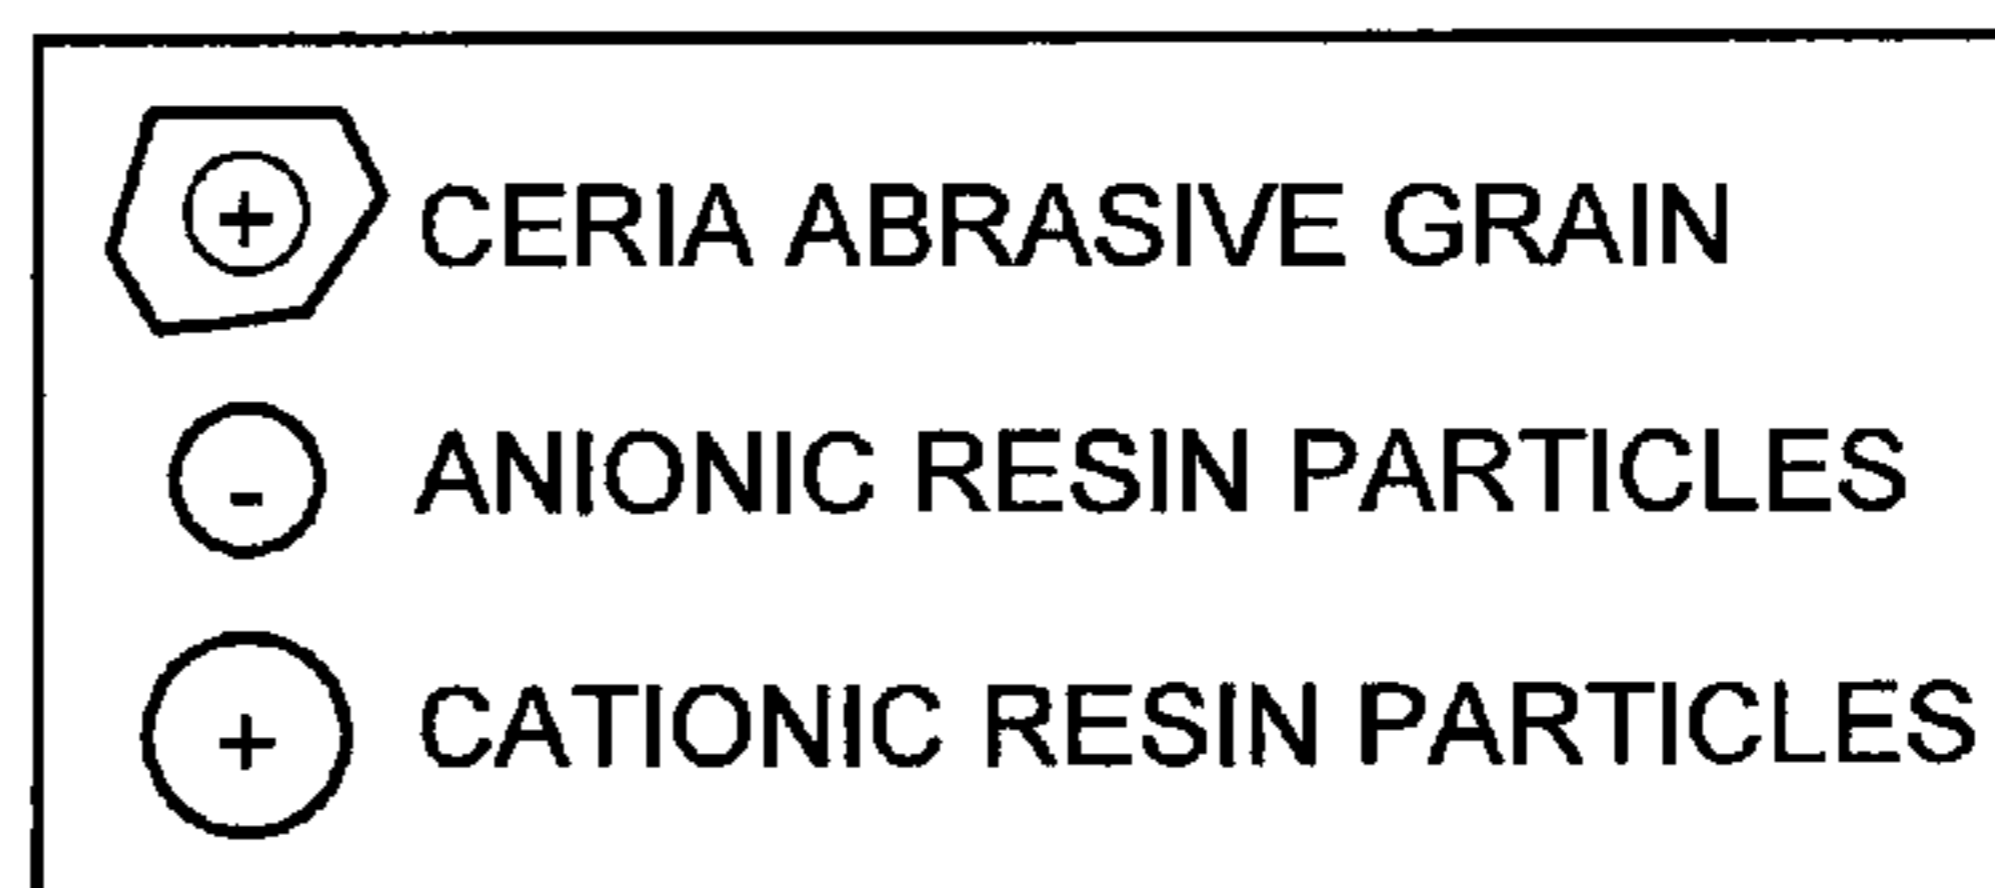 + CERIA ABRASIVE GRAIN
- ANIONIC RESIN PARTICLES
+ CATIONIC RESIN PARTICLES